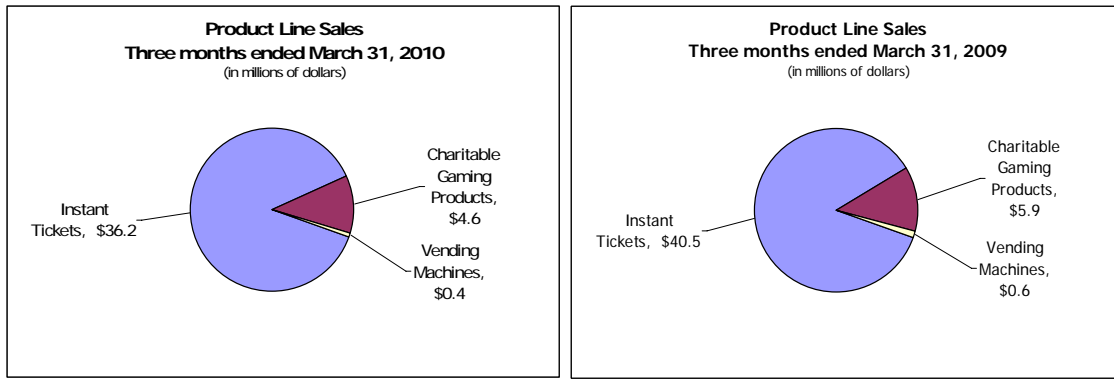 Product Line Sales
Three months ended March 31, 2010
(in millions of dollars)
Charitable
Gaming
Products,
$4.6
Instant
Tickets, $36.2
Vending
Machines,
$0.4
Product Line Sales
Three months ended March 31, 2009
(in millions of dollars)
Charitable
Gaming
Products,
$5.9
Instant
Tickets, $40.5
Vending
Machines,
$0.6